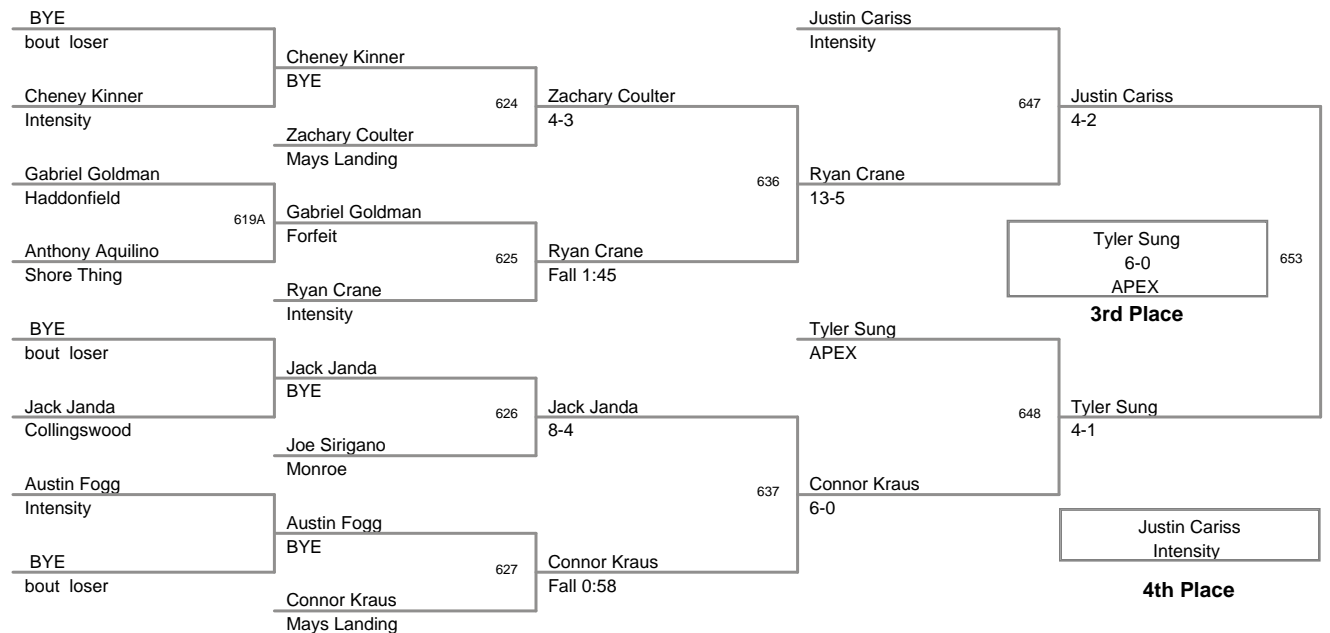 BYE
bout loser
Cheney Kinner
Intensity
Gabriel Goldman
Haddonfield
Anthony Aquilino
Shore Thing
BYE
bout loser
Jack Janda
Collingswood
Austin Fogg
Intensity
BYE
bout loser
Cheney Kinner
BYE
Zachary Coulter
Mays Landing
619A
Gabriel Goldman
Forfeit
Ryan Crane
Intensity
Jack Janda
BYE
Joe Sirigano
Monroe
Austin Fogg
BYE
Connor Kraus
Mays Landing
624
Zachary Coulter
4-3
625
Ryan Crane
Fall 1:45
626
Jack Janda
8-4
627
Connor Kraus
Fall 0:58
Justin Cariss
Intensity
636
Ryan Crane
13-5
Tyler Sung
APEX
637
Connor Kraus
6-0
647
Justin Cariss
4-2
648
Tyler Sung
4-1
Tyler Sung
6-0
APEX
653
3rd Place
Justin Cariss
Intensity
4th Place